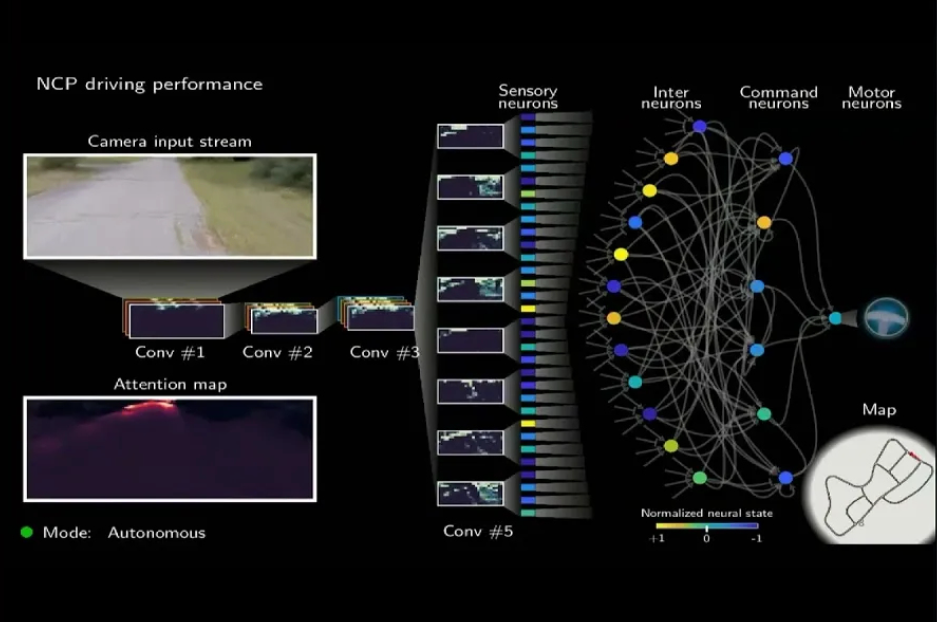 NCP driving performance
Camera input stream
Conv #1
Conv #2
Conv #3
Attention map
Mode: Autonomous
Sensory
neurons
Conv #5
Inter
neurons
Command
neurons
Motor
neurons
Normalized neural state
+1 0 -1
Map